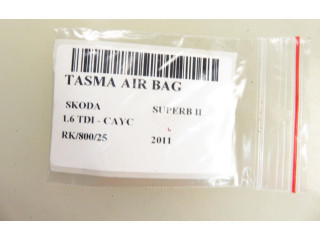 TASMA AIR BAG
SKODA SUPERB II
1.6 TDI - CAYC
RK/800/25 2011